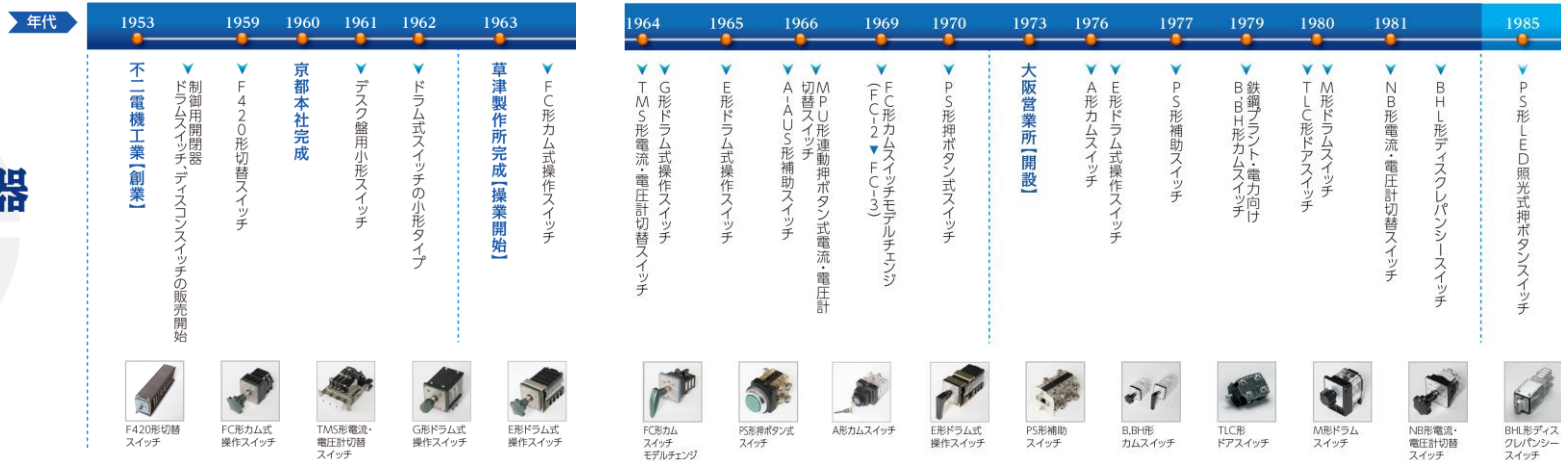 年代
1953
1959
1960
1961
1962
1963
1964
1965
1966
1969
1970
1973
1976
1977
1979
1980
1981
1985
器
不二電機工業【創業】
制御用開閉器
ドラムスイッチ、ディスコンスイッチの販売開始
F420形切替スイッチ
京都本社完成
デスク盤用小形スイッチ
ドラム式スイッチの小形タイプ
草津製作所完成【操業開始】
FC形カム式操作スイッチ
G形ドラム式操作スイッチ
TMS形電流・電圧計切替スイッチ
E形ドラム式操作スイッチ
MPU形連動押ボタン式電流・電圧計
切替スイッチ
A-AUS形補助スイッチ
FC形カムスイッチモデルチェンジ
(FC-2▼FC-3)
PS形押ボタン式スイッチ
大阪営業所【開設】
E形ドラム式操作スイッチ
A形カムスイッチ
PS形補助スイッチ
鉄鋼プラント・電力向け
B・BH形カムスイッチ
M形ドラムスイッチ
TLC形ドアスイッチ
NB形電流・電圧計切替スイッチ
BHL形ディスクレパンシースイッチ
PS形LED照光式押ボタンスイッチ
F420形切替
スイッチ
FC形カム式
操作スイッチ
TMS形電流・
電圧計切替
スイッチ
G形ドラム式
操作スイッチ
E形ドラム式
操作スイッチ
FC形カム
スイッチ
モデルチェンジ
PS形押ボタン式
スイッチ
A形カムスイッチ
E形ドラム式
操作スイッチ
PS形補助
スイッチ
B,BH形
カムスイッチ
TLC形
ドアスイッチ
M形ドラム
スイッチ
NB形電流・
電圧計切替
スイッチ
BHL形ディス
クレパンシー
スイッチ